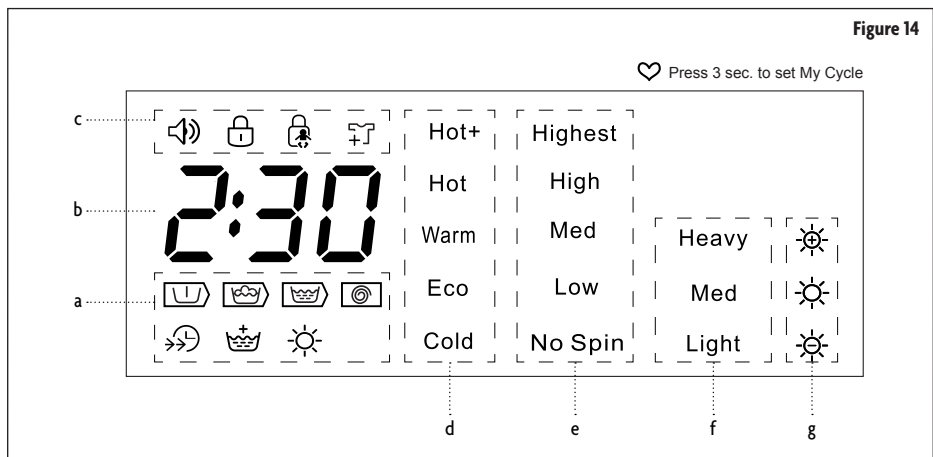 Figure 14
Press 3 sec. to set My Cycle
c
b
a
2:30
Hot+
Hot
Warm
Eco
Cold
Highest
High
Med
Low
No Spin
Heavy
Med
Light
d
e
f
g